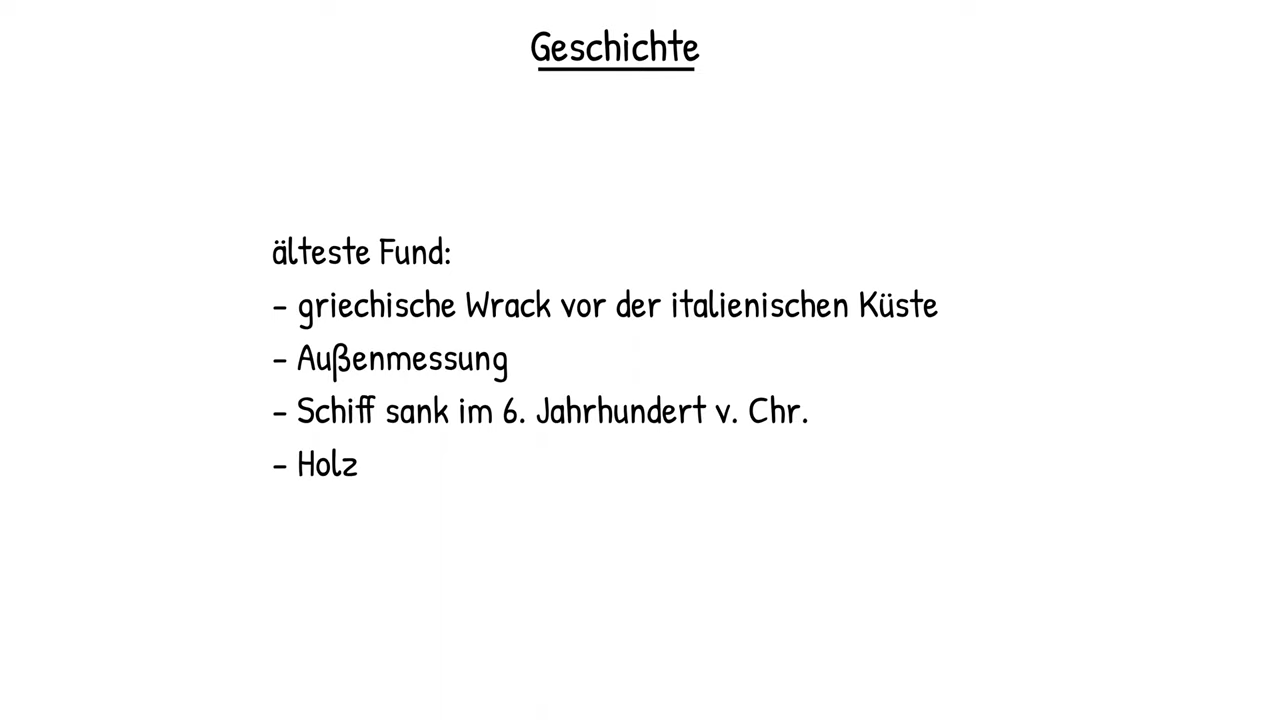 Geschichte
älteste Fund:
- griechische Wrack vor der italienischen Küste
- Außenmessung
- Schiff sank im 6. Jahrhundert v. Chr.
- Holz